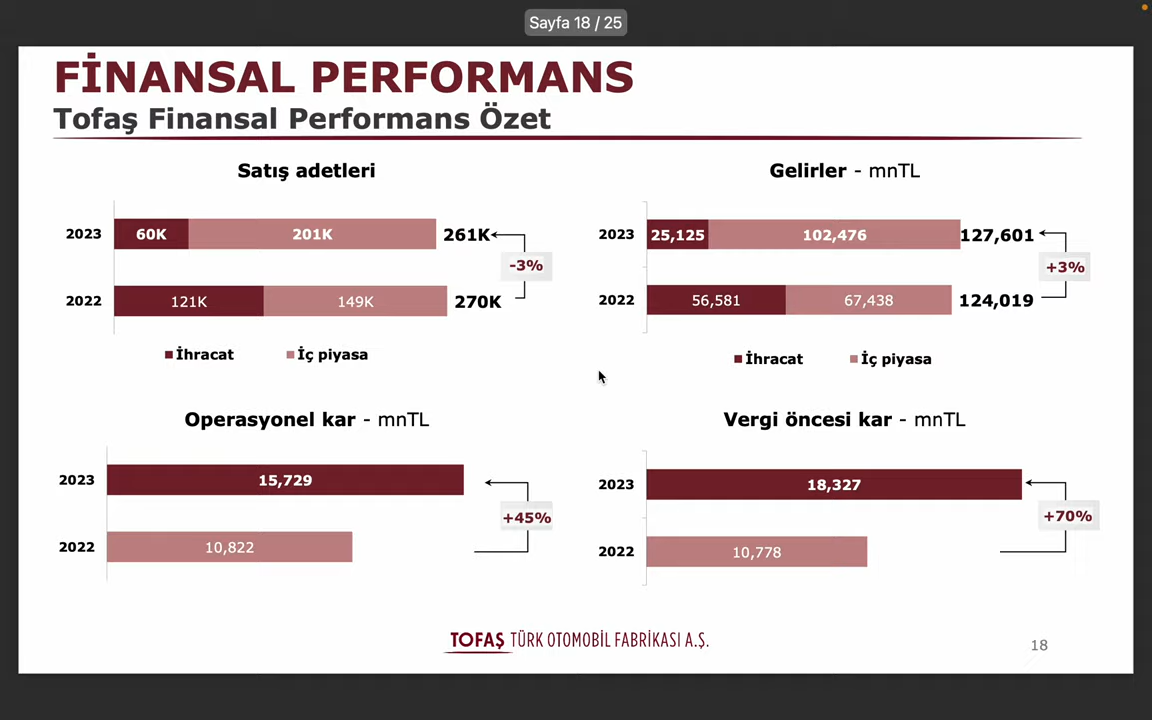 Sayfa 18 / 25
FİNANSAL PERFORMANS
Tofaş Finansal Performans Özet
Satış adetleri
2023 60K 201K 261K
-3%
2022 121K 149K 270K
İhracat İç piyasa
Gelirler - mnTL
2023 25,125 102,476 127,601
+3%
2022 56,581 67,438 124,019
İhracat İç piyasa
Operasyonel kar - mnTL
2023 15,729
+45%
2022 10,822
Vergi öncesi kar - mnTL
2023 18,327
+70%
2022 10,778
TOFAŞ TÜRK OTOMOBİL FABRİKASI A.Ş.
18